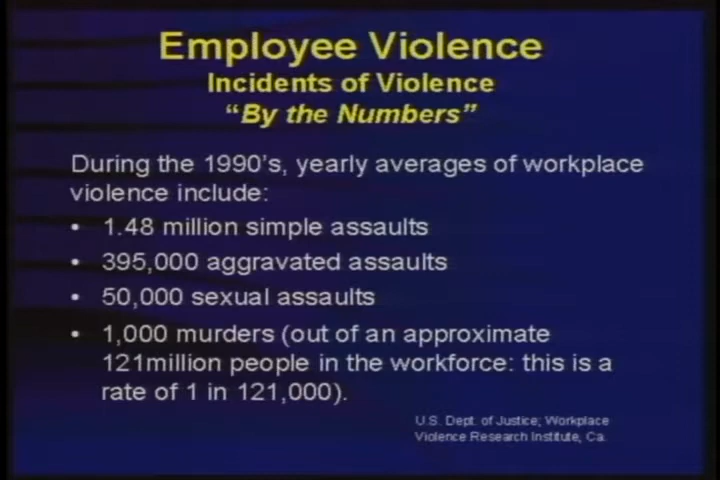 Employee Violence
Incidents of Violence
“By the Numbers”
During the 1990’s, yearly averages of workplace
violence include:
• 1.48 million simple assaults
• 395,000 aggravated assaults
• 50,000 sexual assaults
• 1,000 murders (out of an approximate
121million people in the workforce: this is a
rate of 1 in 121,000).
U.S. Dept. of Justice; Workplace
Violence Research Institute, Ca.